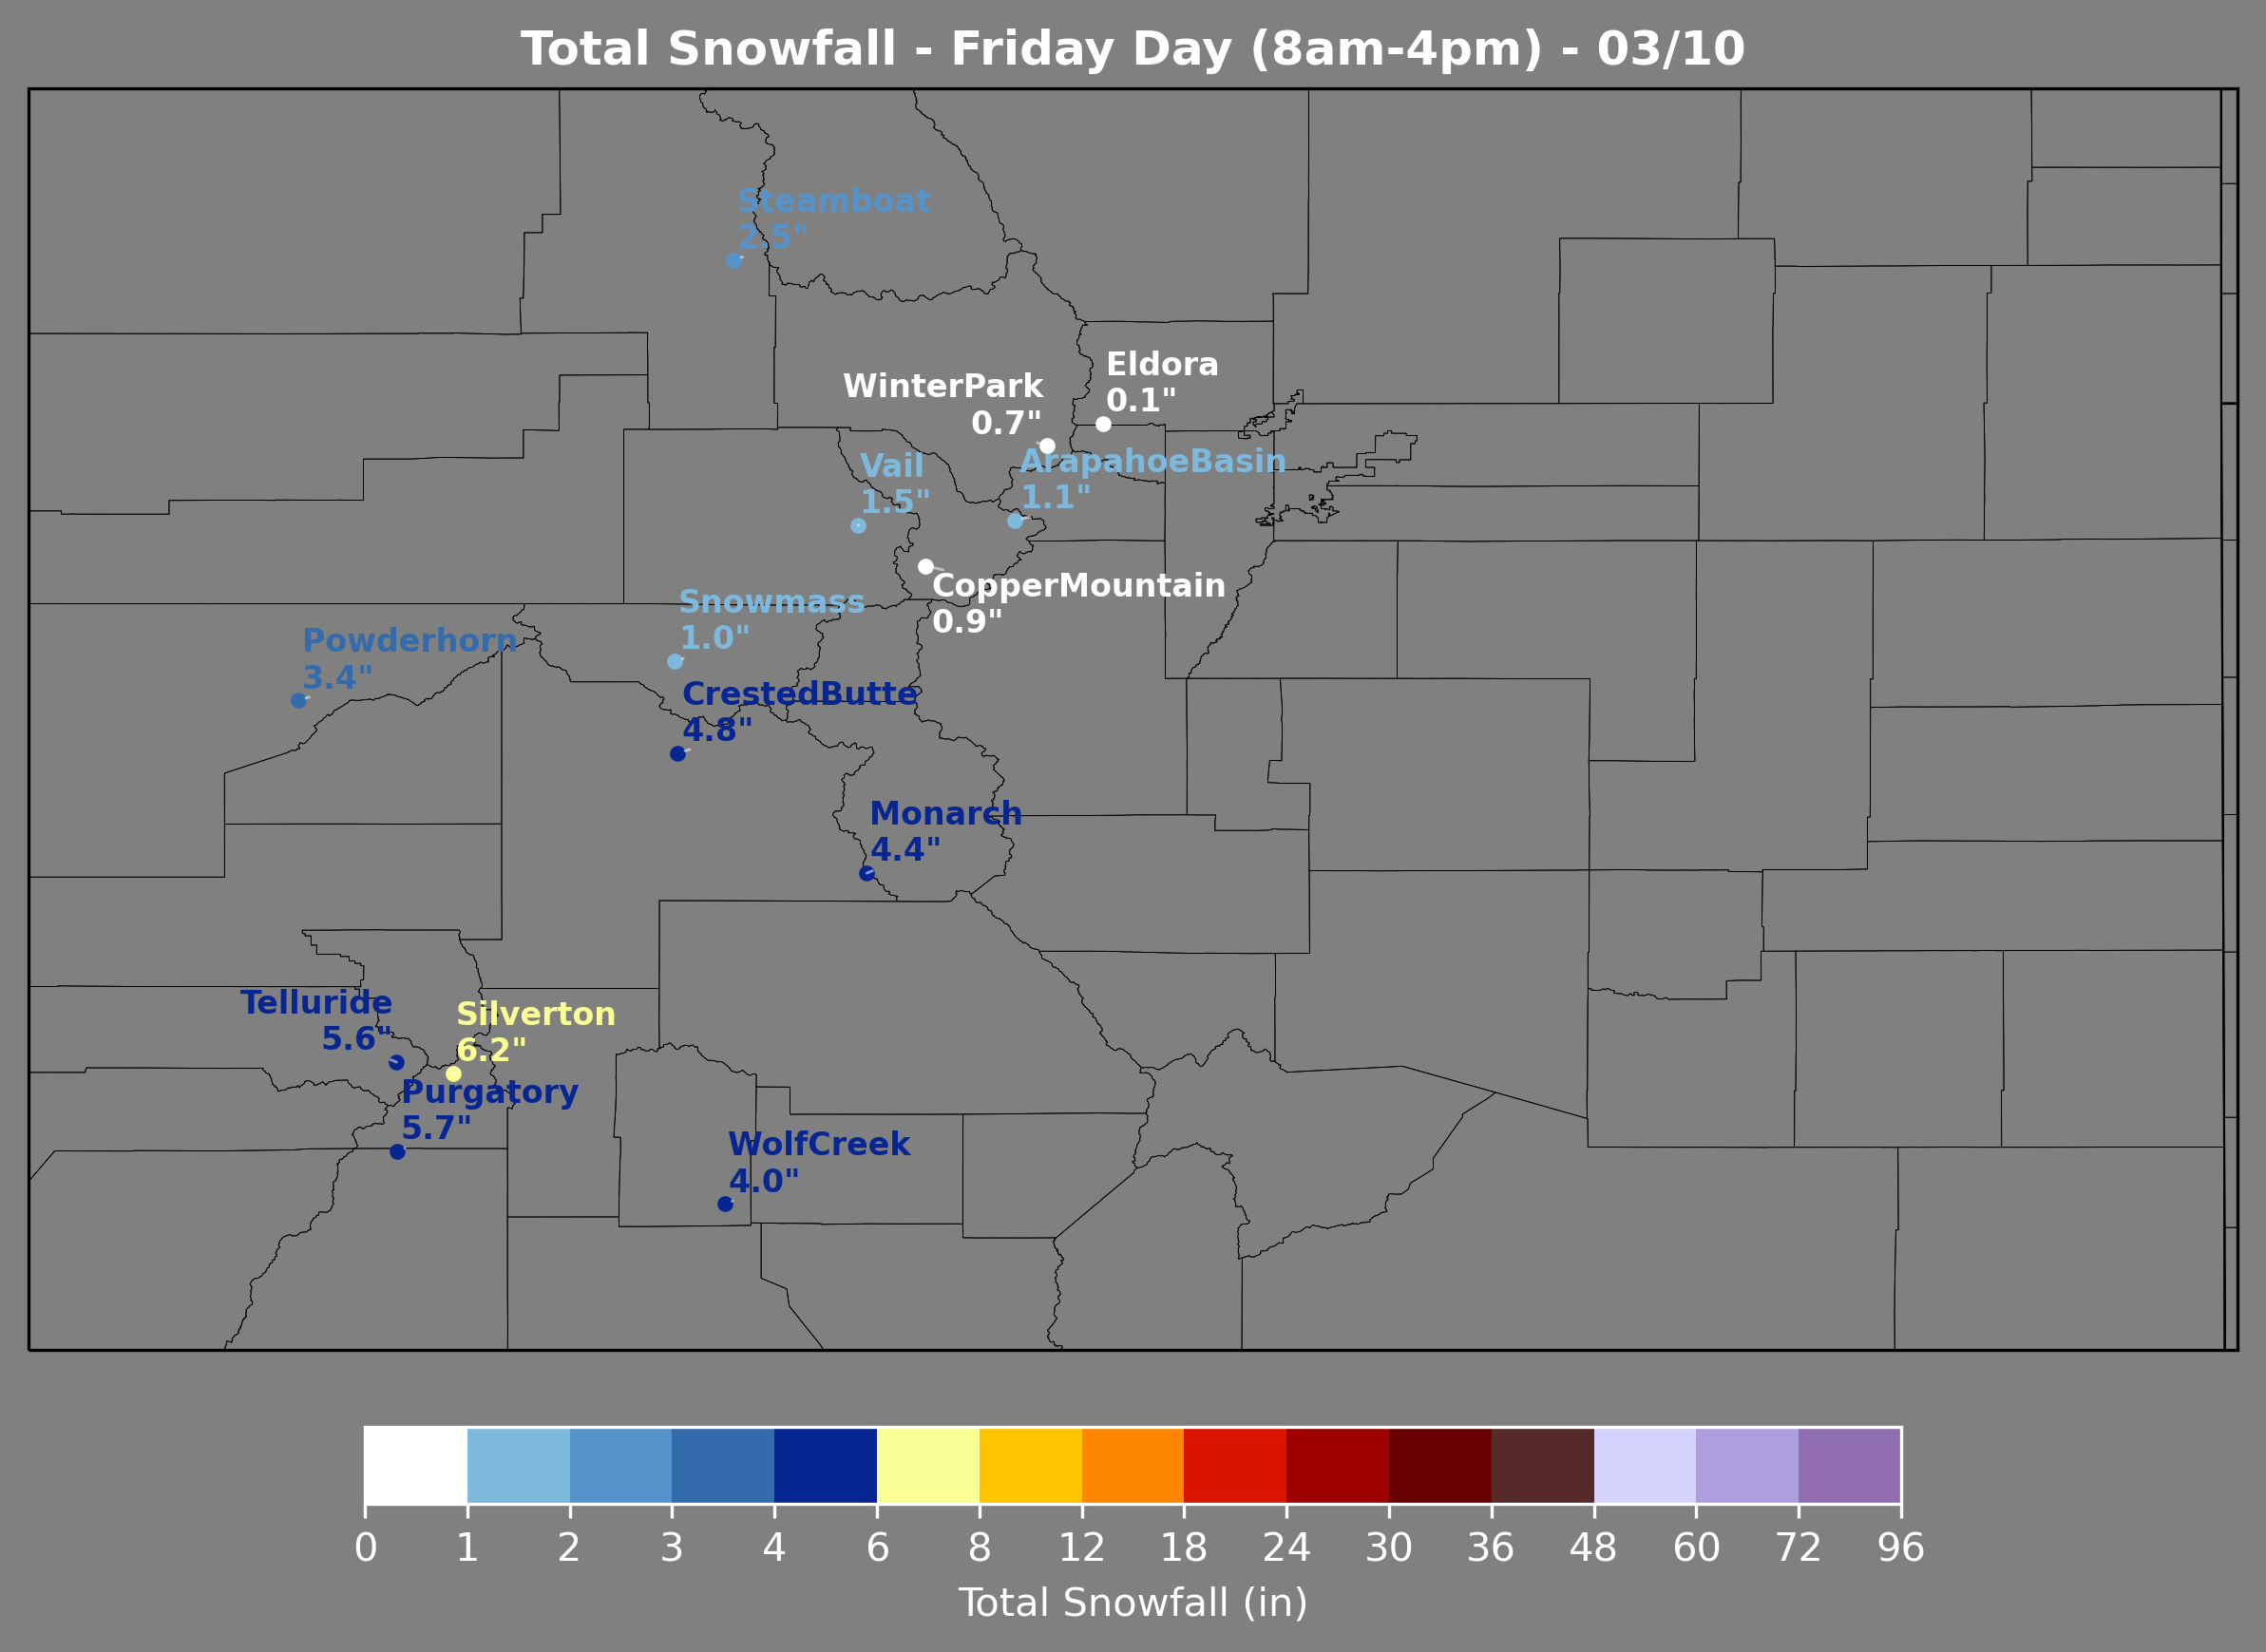 Total Snowfall - Friday Day (8am-4pm) - 03/10
Steamboat
2.5"
Eldora
0.1"
WinterPark
0.7"
Vail
1.5"
ArapahoeBasin
1.1"
CopperMountain
0.9"
Snowmass
1.0"
Powderhorn
3.4"
CrestedButte
4.8"
Monarch
4.4"
Telluride
5.6"
Silverton
6.2"
Purgatory
5.7"
WolfCreek
4.0"
0 1 2 3 4 6 8 12 18 24 30 36 48 60 72 96
Total Snowfall (in)